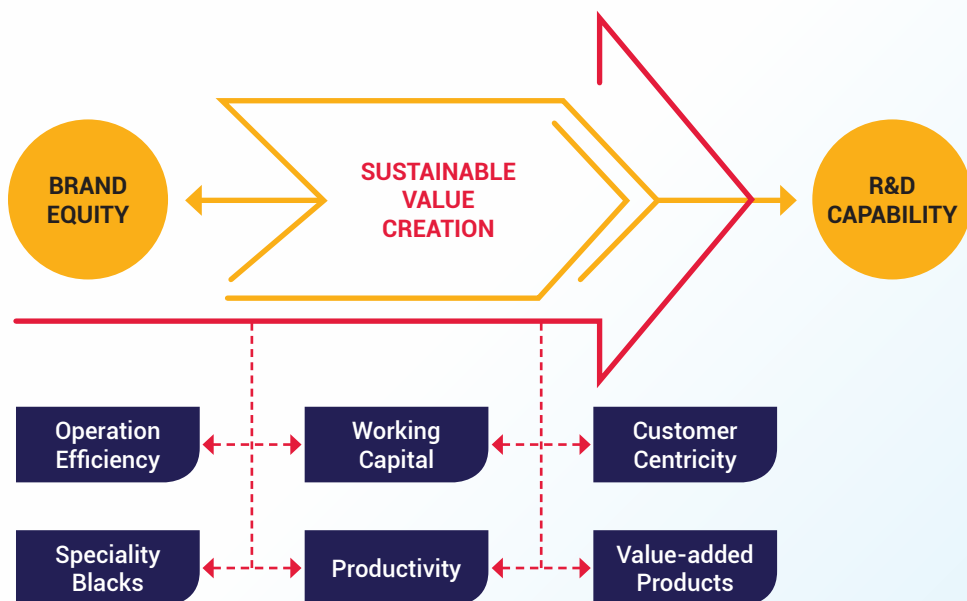 BRAND
EQUITY
SUSTAINABLE
VALUE
CREATION
R&D
CAPABILITY
Operation
Efficiency
Working
Capital
Customer
Centricity
Speciality
Blacks
Productivity
Value-added
Products